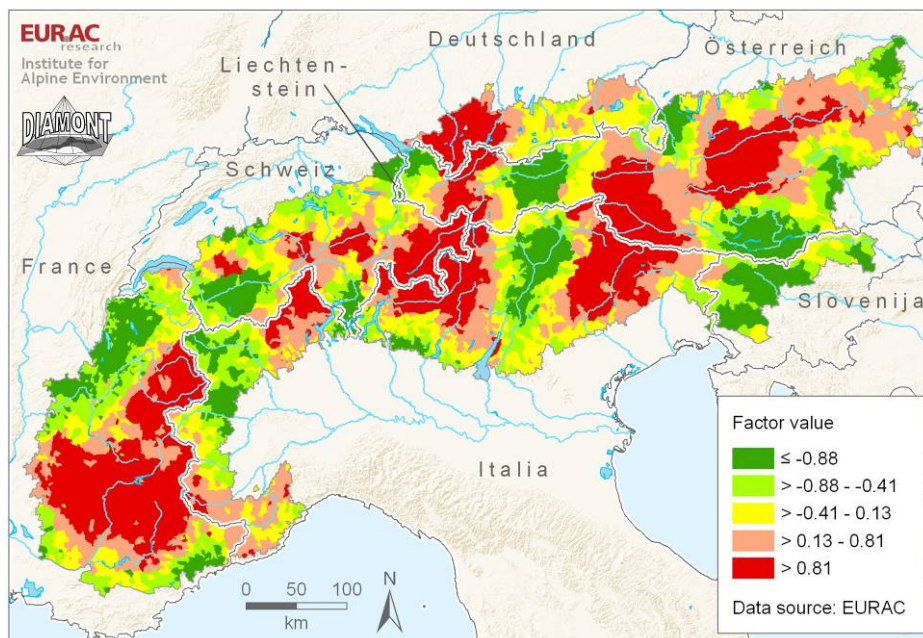 EURAC
research
Institute for
Alpine Environment
DIAMONT
Deutschland
Österreich
Liechten-
stein
Schweiz
France
Slovenija
Italia
Factor value
≤ -0.88
> -0.88 - -0.41
> -0.41 - 0.13
> 0.13 - 0.81
> 0.81
Data source: EURAC
0 50 100
km
N